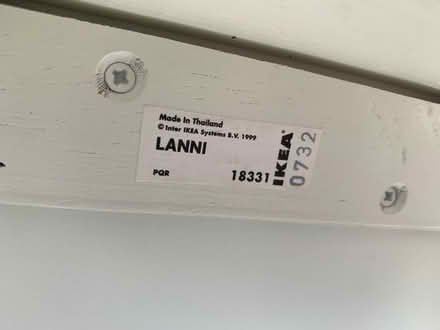 Made In Thailand
© Inter IKEA Systems B.V. 1999
LANNI
PQR 18331
IKEA
0732